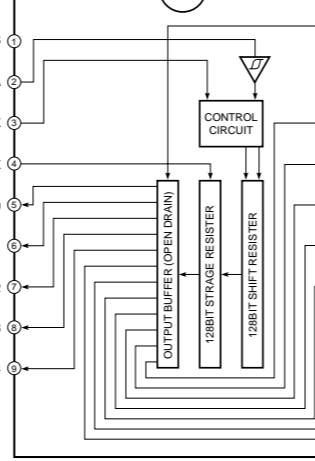 1
2
3
4
5
6
7
8
9
CONTROL
CIRCUIT
OUTPUT BUFFER (OPEN DRAIN)
128BIT STRAGE RESISTER
128BIT SHIFT RESISTER